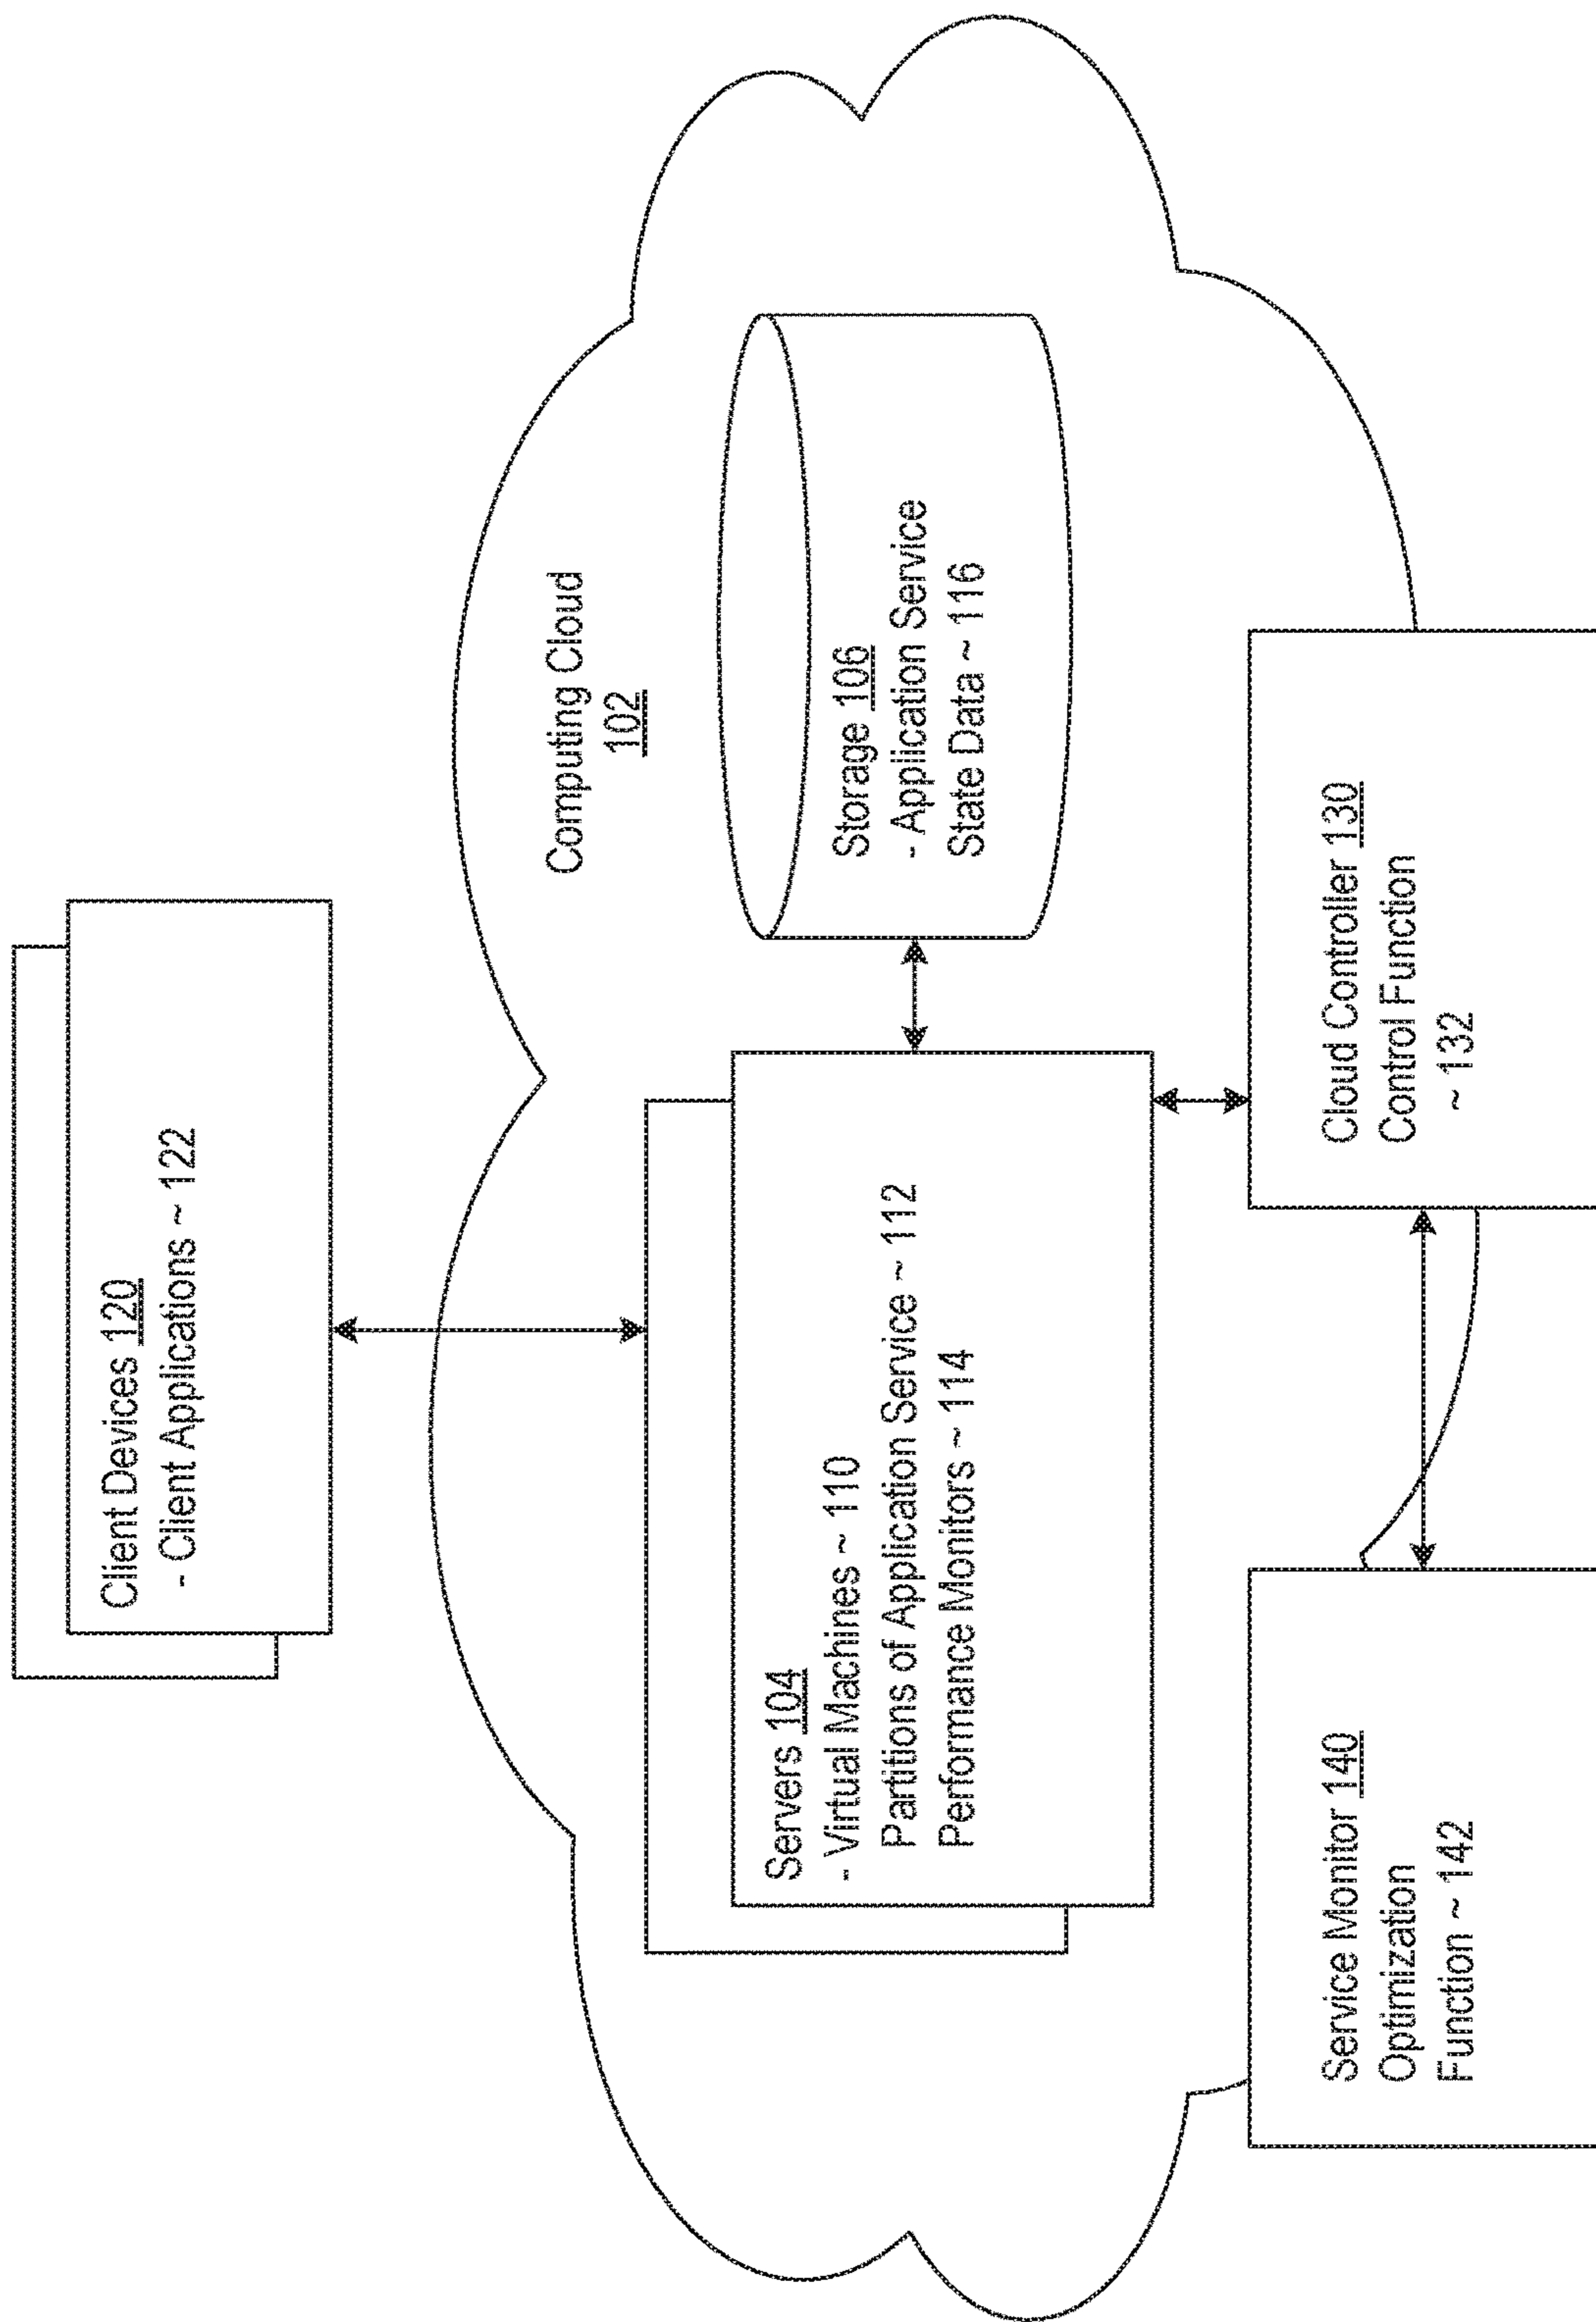 Client Devices 120
- Client Applications ~ 122
Computing Cloud
102
Servers 104
- Virtual Machines ~ 110
Partitions of Application Service ~ 112
Performance Monitors ~ 114
Storage 106
- Application Service
State Data ~ 116
Service Monitor 140
Optimization
Function ~ 142
Cloud Controller 130
Control Function
~ 132